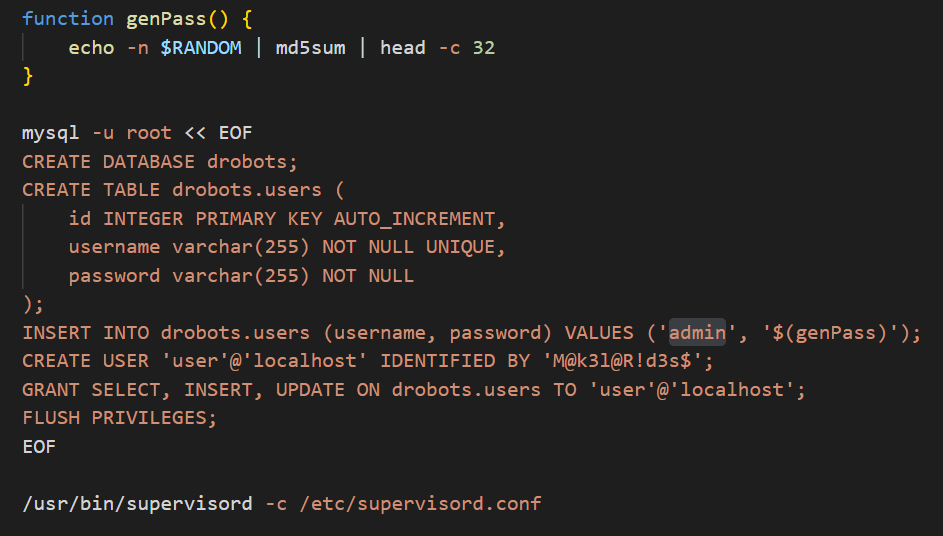 function genPass() {
    echo -n $RANDOM | md5sum | head -c 32
}
mysql -u root << EOF
CREATE DATABASE drobots;
CREATE TABLE drobots.users (
    id INTEGER PRIMARY KEY AUTO_INCREMENT,
    username varchar(255) NOT NULL UNIQUE,
    password varchar(255) NOT NULL
);
INSERT INTO drobots.users (username, password) VALUES ('admin', '$(genPass)');
CREATE USER 'user'@'localhost' IDENTIFIED BY 'M@k3l@R!d3s$';
GRANT SELECT, INSERT, UPDATE ON drobots.users TO 'user'@'localhost';
FLUSH PRIVILEGES;
EOF
/usr/bin/supervisord -c /etc/supervisord.conf